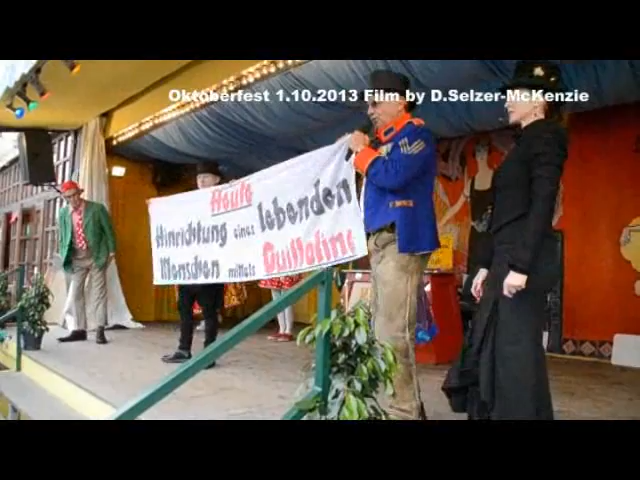 Oktoberfest 1.10.2013 Film by D.Selzer-McKenzie
Heute
Hinrichtung eines lebenden
Menschen mittels Guillotine